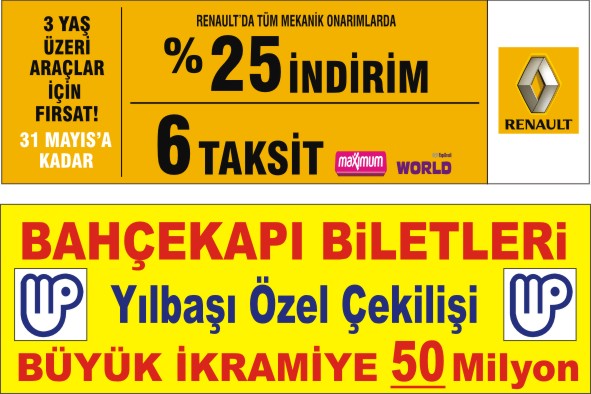 3 YAŞ
ÜZERİ
ARAÇLAR
İÇİN
FIRSAT!
31 MAYIS'A
KADAR
RENAULT'DA TÜM MEKANİK ONARIMLARDA
%25 İNDİRİM
6 TAKSİT
maximum
WORLD
RENAULT
BAHÇEKAPI BiLETLERi
Yılbaşı Özel Çekilişi
BÜYÜK İKRAMİYE 50 Milyon